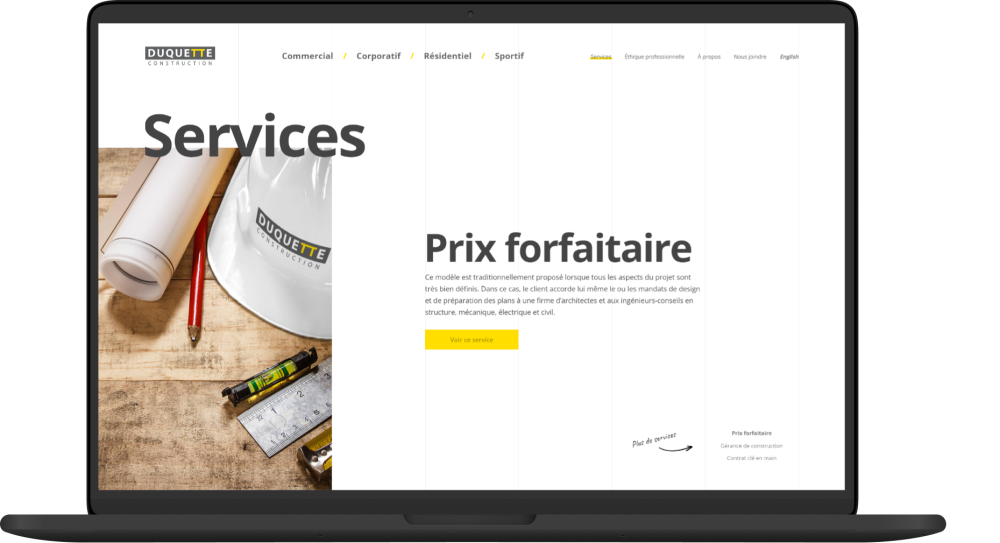 DUQUETTE
CONSTRUCTION
Commercial / Corporatif / Résidentiel / Sportif
Services Éthique professionnelle À propos Nous joindre English
Services
DUQUETTE
CONSTRUCTION
Prix forfaitaire
Ce modèle est traditionnellement proposé lorsque tous les aspects du projet sont
très bien définis. Dans ce cas, le client accorde lui même le ou les mandats de design
et de préparation des plans à une firme d'architectes et aux ingénieurs-conseils en
structure, mécanique, électrique et civil.
Voir ce service
Plus de services
Prix forfaitaire
Gérance de construction
Contrat clé en main
1
2
3